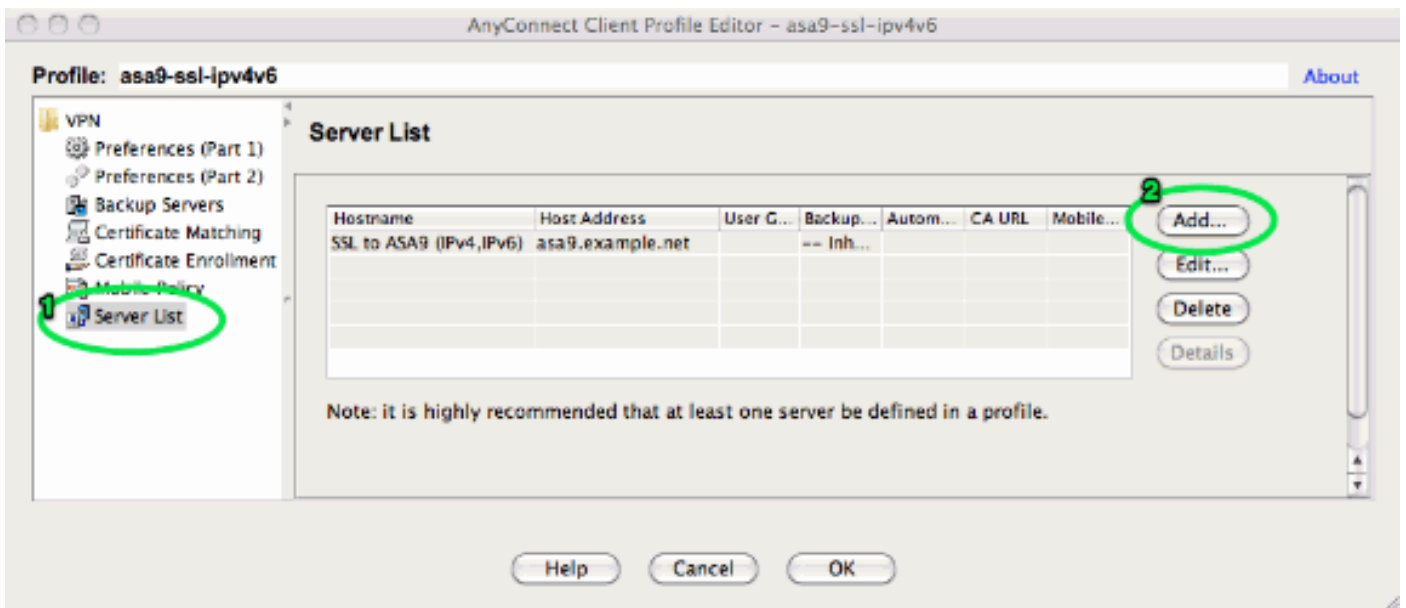 AnyConnect Client Profile Editor – asa9-ssl-ipv4v6
Profile: asa9-ssl-ipv4v6
About
VPN
Preferences (Part 1)
Preferences (Part 2)
Backup Servers
Certificate Matching
Certificate Enrollment
Mobile Policy
1
Server List
Server List
2
Hostname Host Address User G... Backup... Autom... CA URL Mobile...
SSL to ASA9 (IPv4,IPv6) asa9.example.net -- Inh...
Add...
Edit...
Delete
Details
Note: it is highly recommended that at least one server be defined in a profile.
Help Cancel OK